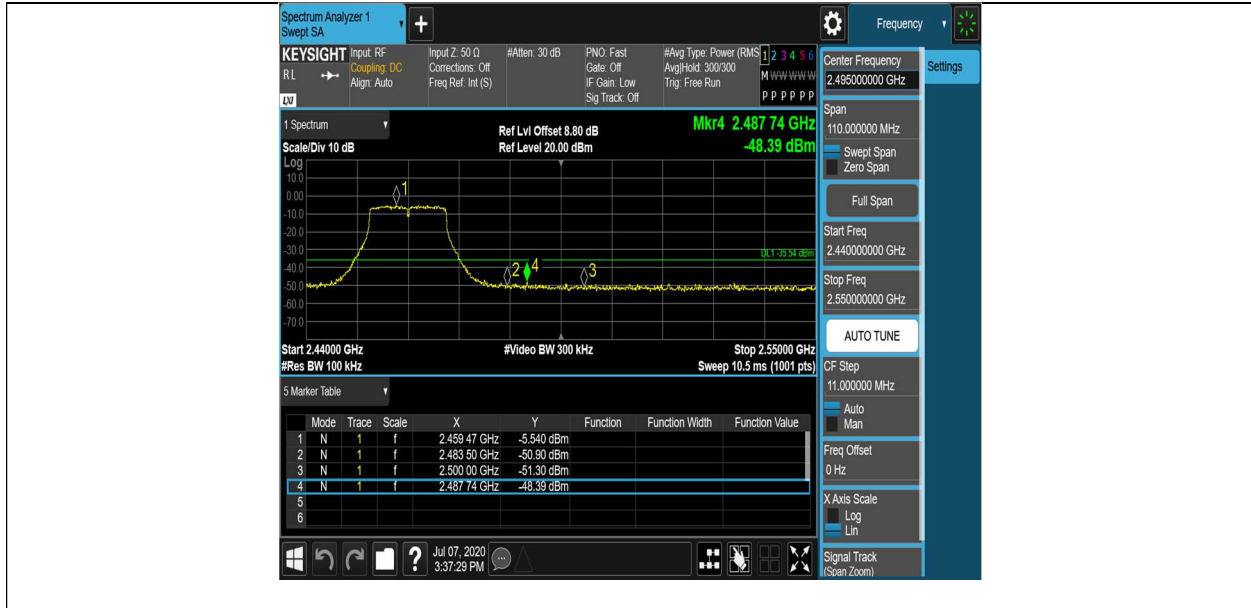 Spectrum Analyzer 1
Swept SA
+
Frequency
KEYSIGHT
RL
LXI
Input: RF
Coupling: DC
Align: Auto
Input Z: 50 Ω
Corrections: Off
Freq Ref: Int (S)
#Atten: 30 dB
PNO: Fast
Gate: Off
IF Gain: Low
Sig Track: Off
#Avg Type: Power (RMS
Avg|Hold: 300/300
Trig: Free Run
1 2 3 4 5 6
M W W W W W
P P P P P P
1 Spectrum
Scale/Div 10 dB
Ref Lvl Offset 8.80 dB
Ref Level 20.00 dBm
Mkr4 2.487 74 GHz
-48.39 dBm
Log
10.0
0.00
-10.0
-20.0
-30.0
-40.0
-50.0
-60.0
-70.0
1
2
4
3
DL1 -35.54 dBm
Start 2.44000 GHz
#Res BW 100 kHz
#Video BW 300 kHz
Stop 2.55000 GHz
Sweep 10.5 ms (1001 pts)
5 Marker Table
Mode Trace Scale X Y Function Function Width Function Value
1 N 1 f 2.459 47 GHz -5.540 dBm
2 N 1 f 2.483 50 GHz -50.90 dBm
3 N 1 f 2.500 00 GHz -51.30 dBm
4 N 1 f 2.487 74 GHz -48.39 dBm
5
6
?
Jul 07, 2020
3:37:29 PM
Center Frequency
2.495000000 GHz
Settings
Span
110.000000 MHz
Swept Span
Zero Span
Full Span
Start Freq
2.440000000 GHz
Stop Freq
2.550000000 GHz
AUTO TUNE
CF Step
11.000000 MHz
Auto
Man
Freq Offset
0 Hz
X Axis Scale
Log
Lin
Signal Track
(Span Zoom)